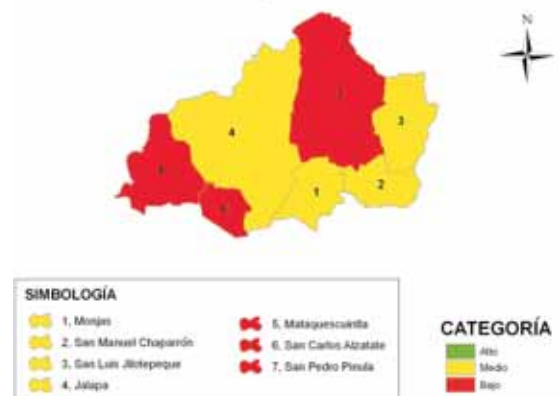 N
4
3
2
1
SIMBOLOGÍA
1, Monjas
2, San Manuel Chaparrón
3, San Luis Jilotepeque
4, Jalapa
5, Mataquescuintla
6, San Carlos Alzatate
7, San Pedro Pinula
CATEGORÍA
Alto
Medio
Bajo